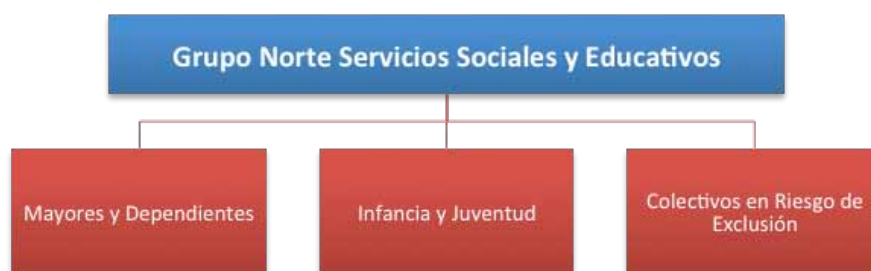 Grupo Norte Servicios Sociales y Educativos
Mayores y Dependientes
Infancia y Juventud
Colectivos en Riesgo de
Exclusión